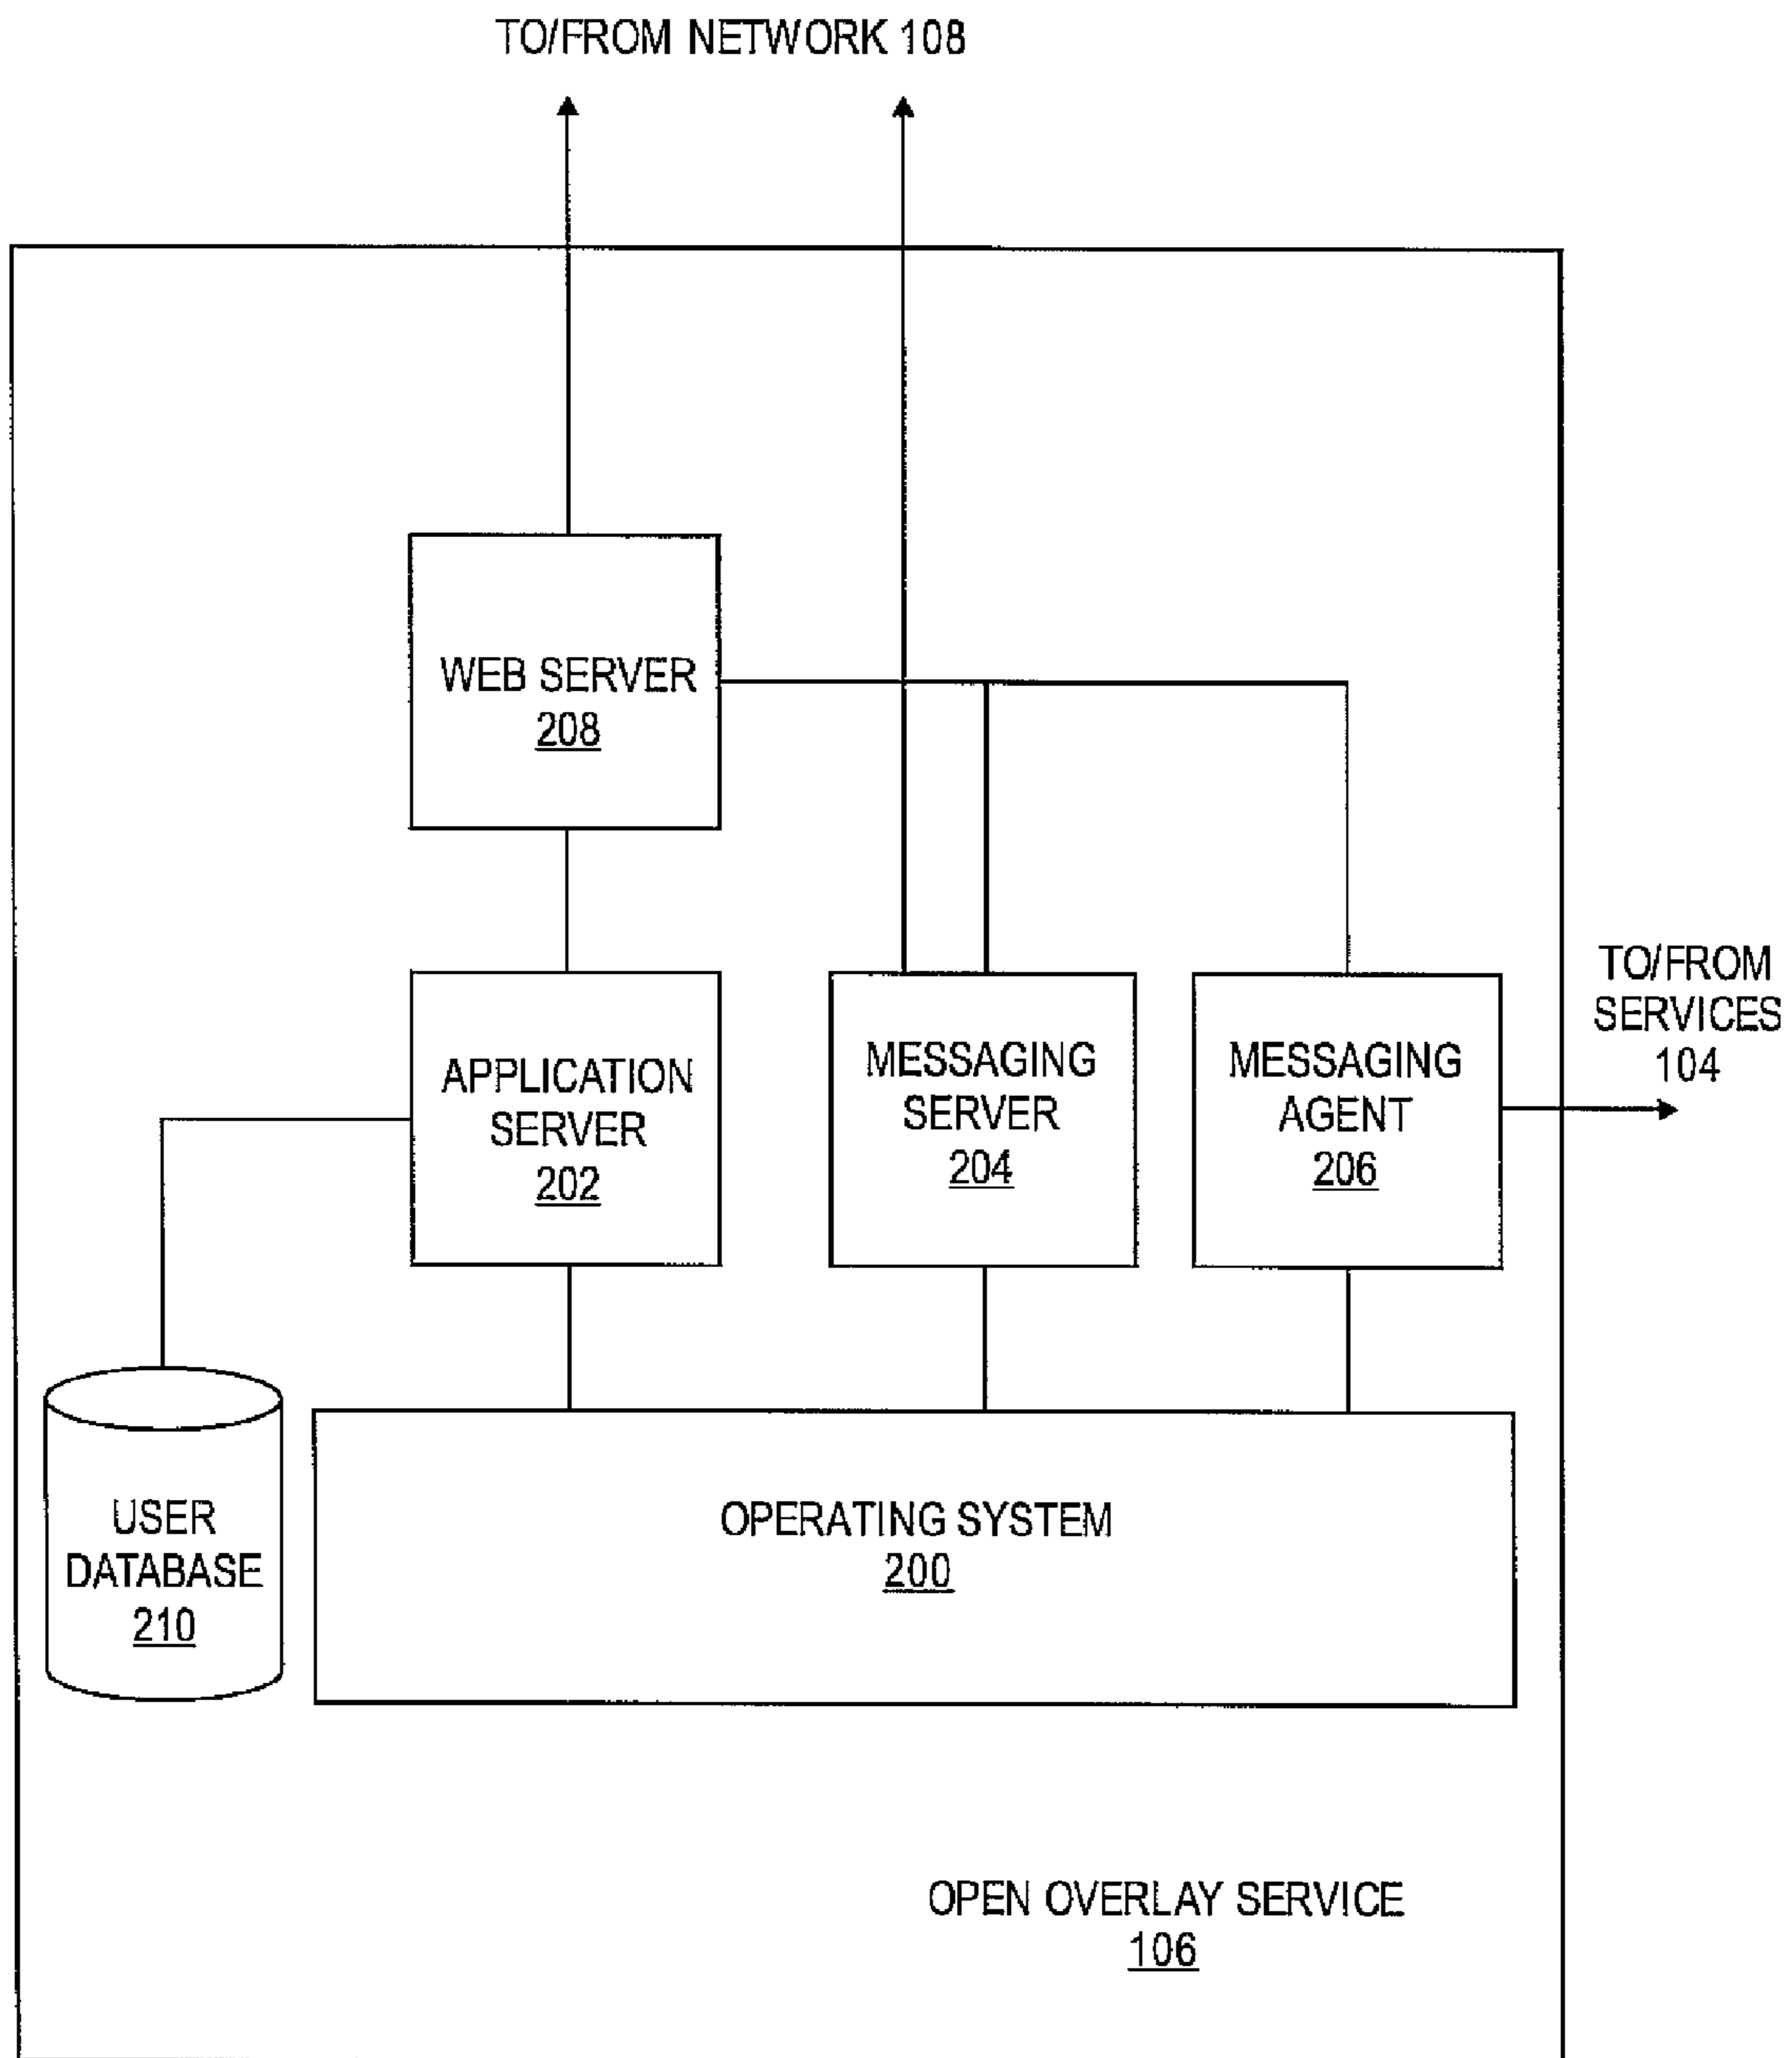 TO/FROM NETWORK 108
WEB SERVER
208
TO/FROM
SERVICES
104
APPLICATION
SERVER
202
MESSAGING
SERVER
204
MESSAGING
AGENT
206
USER
DATABASE
210
OPERATING SYSTEM
200
OPEN OVERLAY SERVICE
106